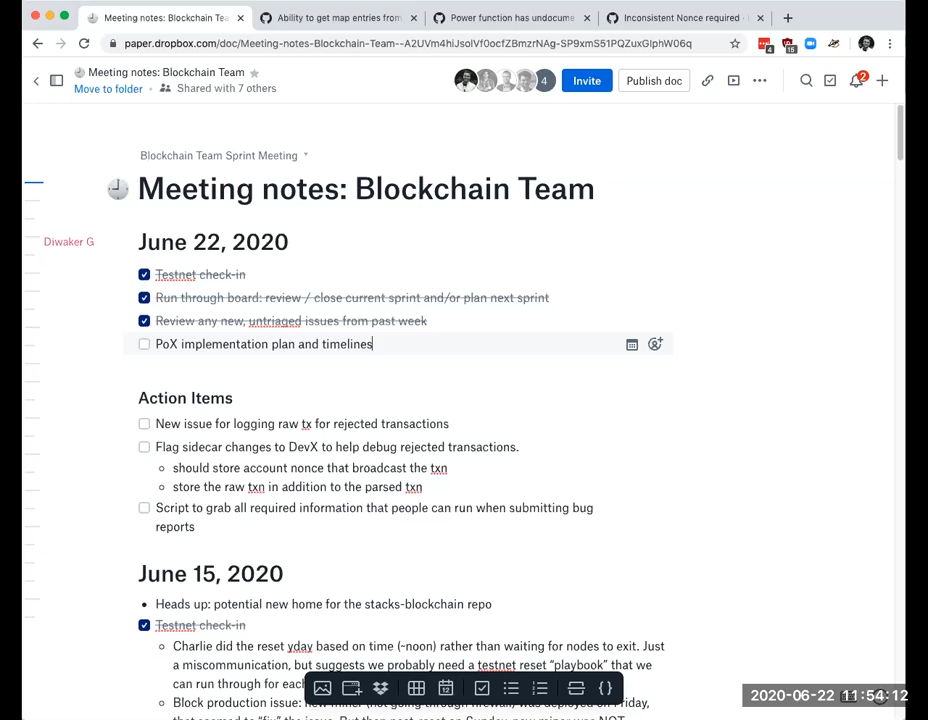 Meeting notes: Blockchain Te
Ability to get map entries from
Power function has undocume
Inconsistent Nonce required ·
paper.dropbox.com/doc/Meeting-notes-Blockchain-Team--A2UVm4hiJsolVf0ocfZBmzrNAg-SP9xmS51PQZuxGIphW06q
4
15
Meeting notes: Blockchain Team
Move to folder • Shared with 7 others
4
Invite
Publish doc
2
Blockchain Team Sprint Meeting
Meeting notes: Blockchain Team
Diwaker G
June 22, 2020
Testnet check-in
Run through board: review / close current sprint and/or plan next sprint
Review any new, untriaged issues from past week
PoX implementation plan and timelines
Action Items
New issue for logging raw tx for rejected transactions
Flag sidecar changes to DevX to help debug rejected transactions.
should store account nonce that broadcast the txn
store the raw txn in addition to the parsed txn
Script to grab all required information that people can run when submitting bug
reports
June 15, 2020
Heads up: potential new home for the stacks-blockchain repo
Testnet check-in
Charlie did the reset yday based on time (~noon) rather than waiting for nodes to exit. Just
a miscommunication, but suggests we probably need a testnet reset “playbook” that we
can run through for each
12
Block production issue:
2020-06-22 11:54:12